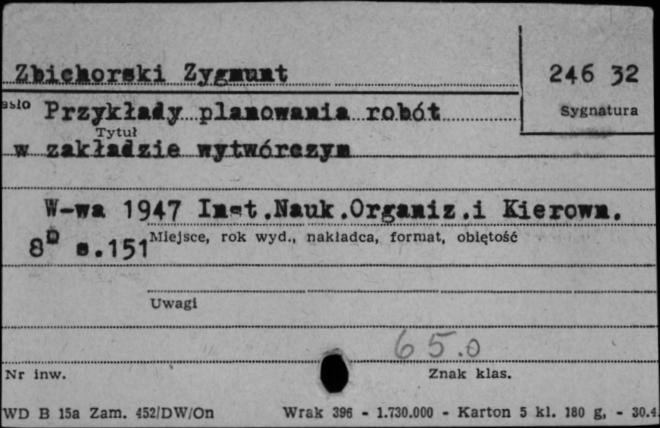 Zbichorski Zygmunt
246 32
asło Przykłady planowania robót
Sygnatura
Tytuł
w zakładzie wytwórczym
W-wa 1947 Inst.Nauk.Organiz.i Kierown.
8º s.151
Miejsce, rok wyd., nakładca, format, objętość
Uwagi
65.0
Nr inw.
Znak klas.
WD B 15a Zam. 452/DW/On Wrak 396 - 1.730.000 - Karton 5 kl. 180 g, - 30.4.